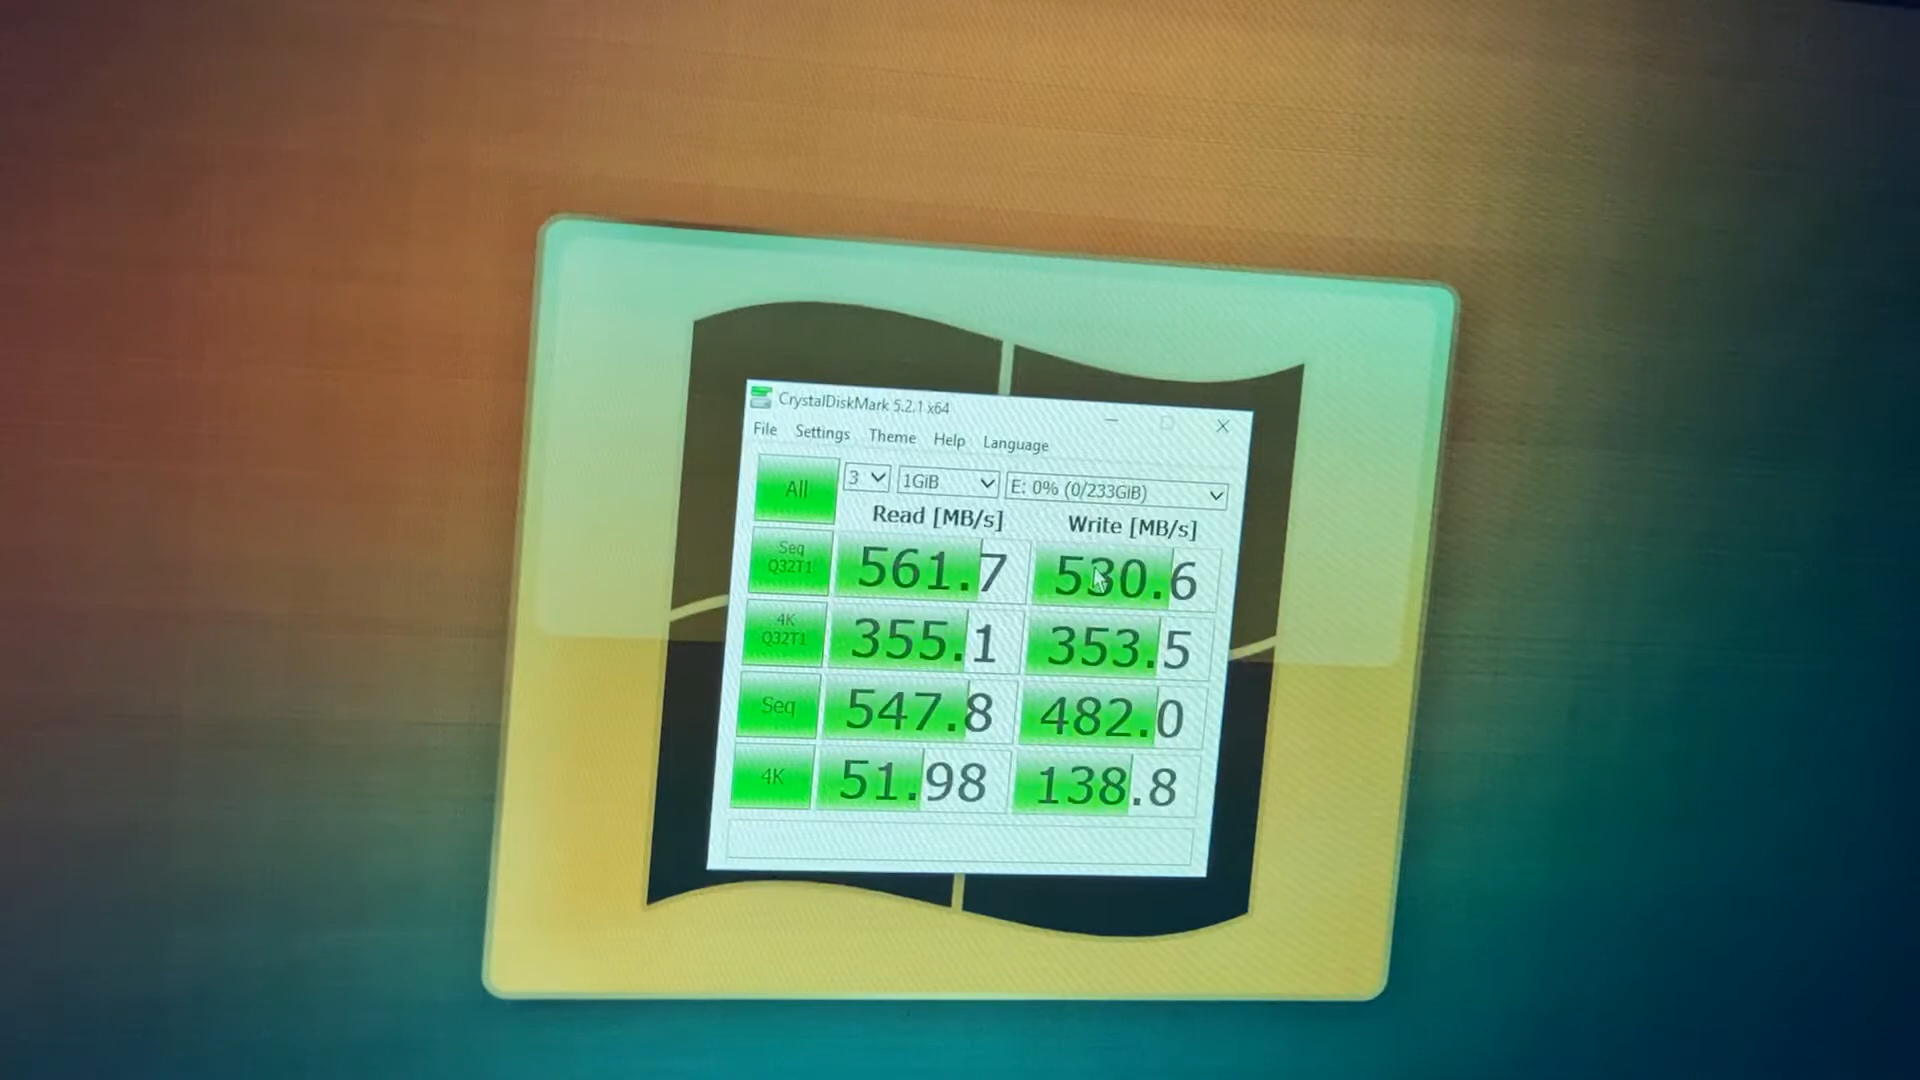 CrystalDiskMark 5.2.1 x64
File Settings Theme Help Language
All 3 1GiB E: 0% (0/233GiB)
Read [MB/s] Write [MB/s]
Seq
Q32T1 561.7 530.6
4K
Q32T1 355.1 353.5
Seq 547.8 482.0
4K 51.98 138.8